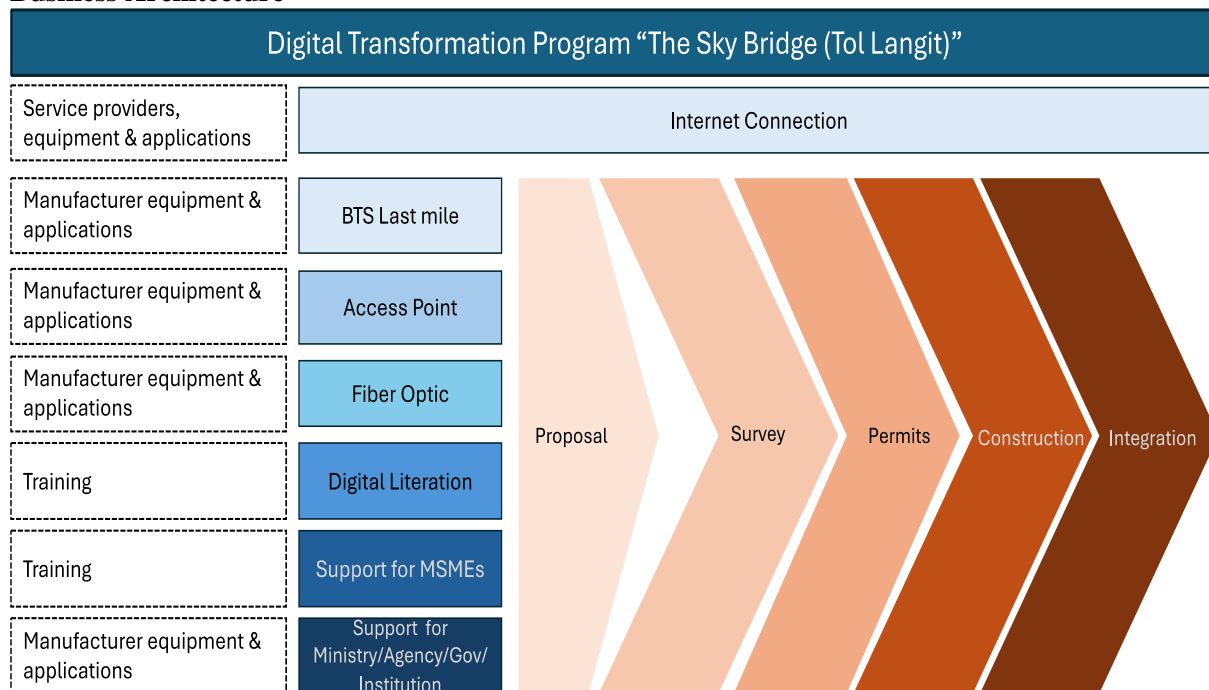 Business Architecture
Digital Transformation Program “The Sky Bridge (Tol Langit)”
Service providers,
equipment & applications
Internet Connection
Manufacturer equipment &
applications
BTS Last mile
Manufacturer equipment &
applications
Access Point
Manufacturer equipment &
applications
Fiber Optic
Proposal
Survey
Permits
Construction
Integration
Training
Digital Literation
Training
Support for MSMEs
Manufacturer equipment &
applications
Support for
Ministry/Agency/Gov/
Institution